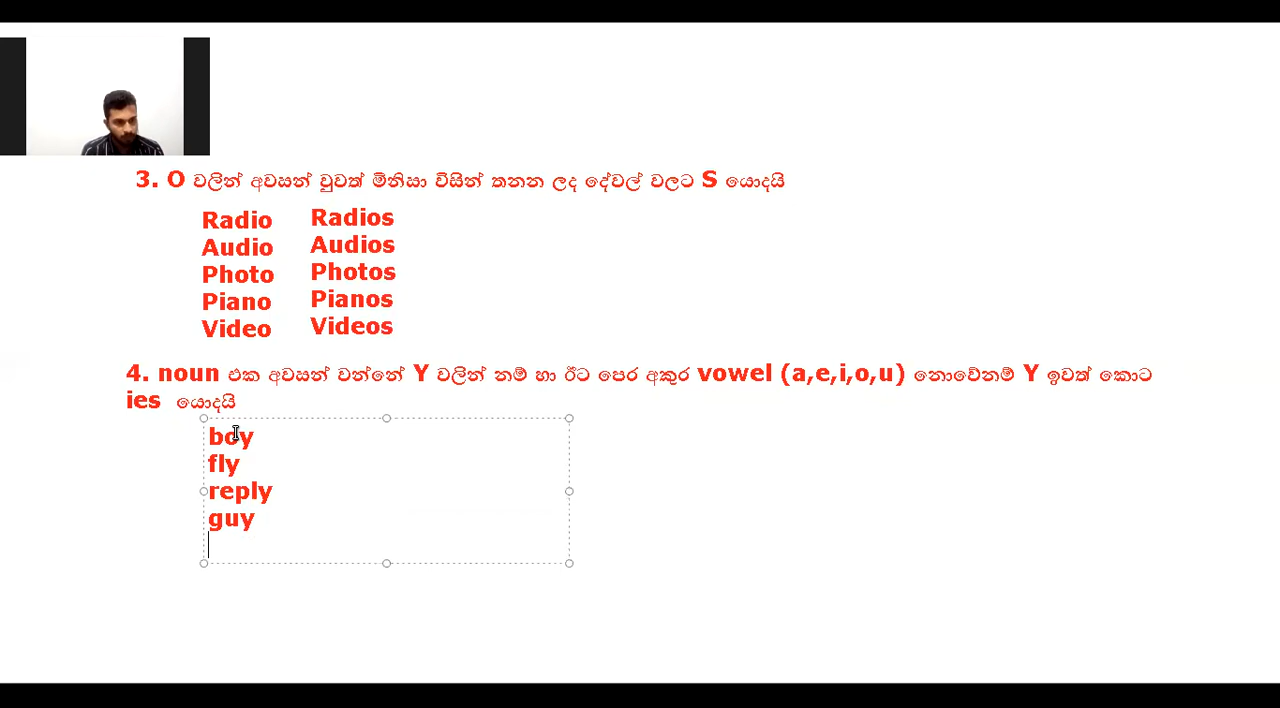 3. O වලින් අවසන් වුවත් මිනිසා විසින් තනන ලද දේවල් වලට S යොදයි
Radio Radios
Audio Audios
Photo Photos
Piano Pianos
Video Videos
4. noun එක අවසන් වන්නේ Y වලින් නම් හා ඊට පෙර අකුර vowel (a,e,i,o,u) නොවේනම් Y ඉවත් කොට
ies යොදයි
boy
fly
reply
guy